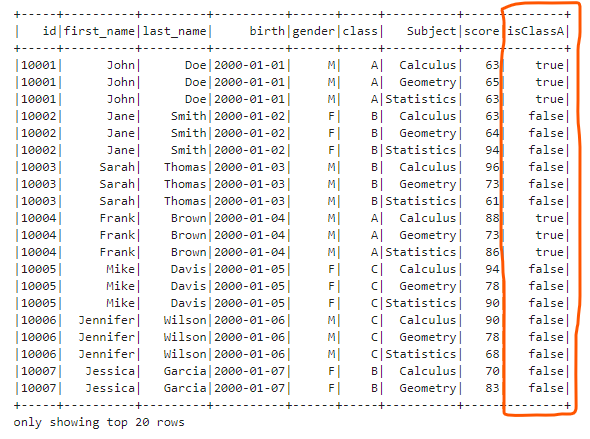 +-----+----------+---------+----------+------+-----+----------+-----+--------+
|   id|first_name|last_name|     birth|gender|class|   Subject|score|isClassA|
+-----+----------+---------+----------+------+-----+----------+-----+--------+
|10001|      John|      Doe|2000-01-01|     M|    A|  Calculus|   63|    true|
|10001|      John|      Doe|2000-01-01|     M|    A|  Geometry|   65|    true|
|10001|      John|      Doe|2000-01-01|     M|    A|Statistics|   63|    true|
|10002|      Jane|    Smith|2000-01-02|     F|    B|  Calculus|   63|   false|
|10002|      Jane|    Smith|2000-01-02|     F|    B|  Geometry|   64|   false|
|10002|      Jane|    Smith|2000-01-02|     F|    B|Statistics|   94|   false|
|10003|     Sarah|   Thomas|2000-01-03|     M|    B|  Calculus|   96|   false|
|10003|     Sarah|   Thomas|2000-01-03|     M|    B|  Geometry|   73|   false|
|10003|     Sarah|   Thomas|2000-01-03|     M|    B|Statistics|   61|   false|
|10004|     Frank|    Brown|2000-01-04|     M|    A|  Calculus|   88|    true|
|10004|     Frank|    Brown|2000-01-04|     M|    A|  Geometry|   73|    true|
|10004|     Frank|    Brown|2000-01-04|     M|    A|Statistics|   86|    true|
|10005|      Mike|    Davis|2000-01-05|     F|    C|  Calculus|   94|   false|
|10005|      Mike|    Davis|2000-01-05|     F|    C|  Geometry|   78|   false|
|10005|      Mike|    Davis|2000-01-05|     F|    C|Statistics|   90|   false|
|10006|  Jennifer|   Wilson|2000-01-06|     M|    C|  Calculus|   90|   false|
|10006|  Jennifer|   Wilson|2000-01-06|     M|    C|  Geometry|   78|   false|
|10006|  Jennifer|   Wilson|2000-01-06|     M|    C|Statistics|   68|   false|
|10007|   Jessica|   Garcia|2000-01-07|     F|    B|  Calculus|   70|   false|
|10007|   Jessica|   Garcia|2000-01-07|     F|    B|  Geometry|   83|   false|
+-----+----------+---------+----------+------+-----+----------+-----+--------+
only showing top 20 rows